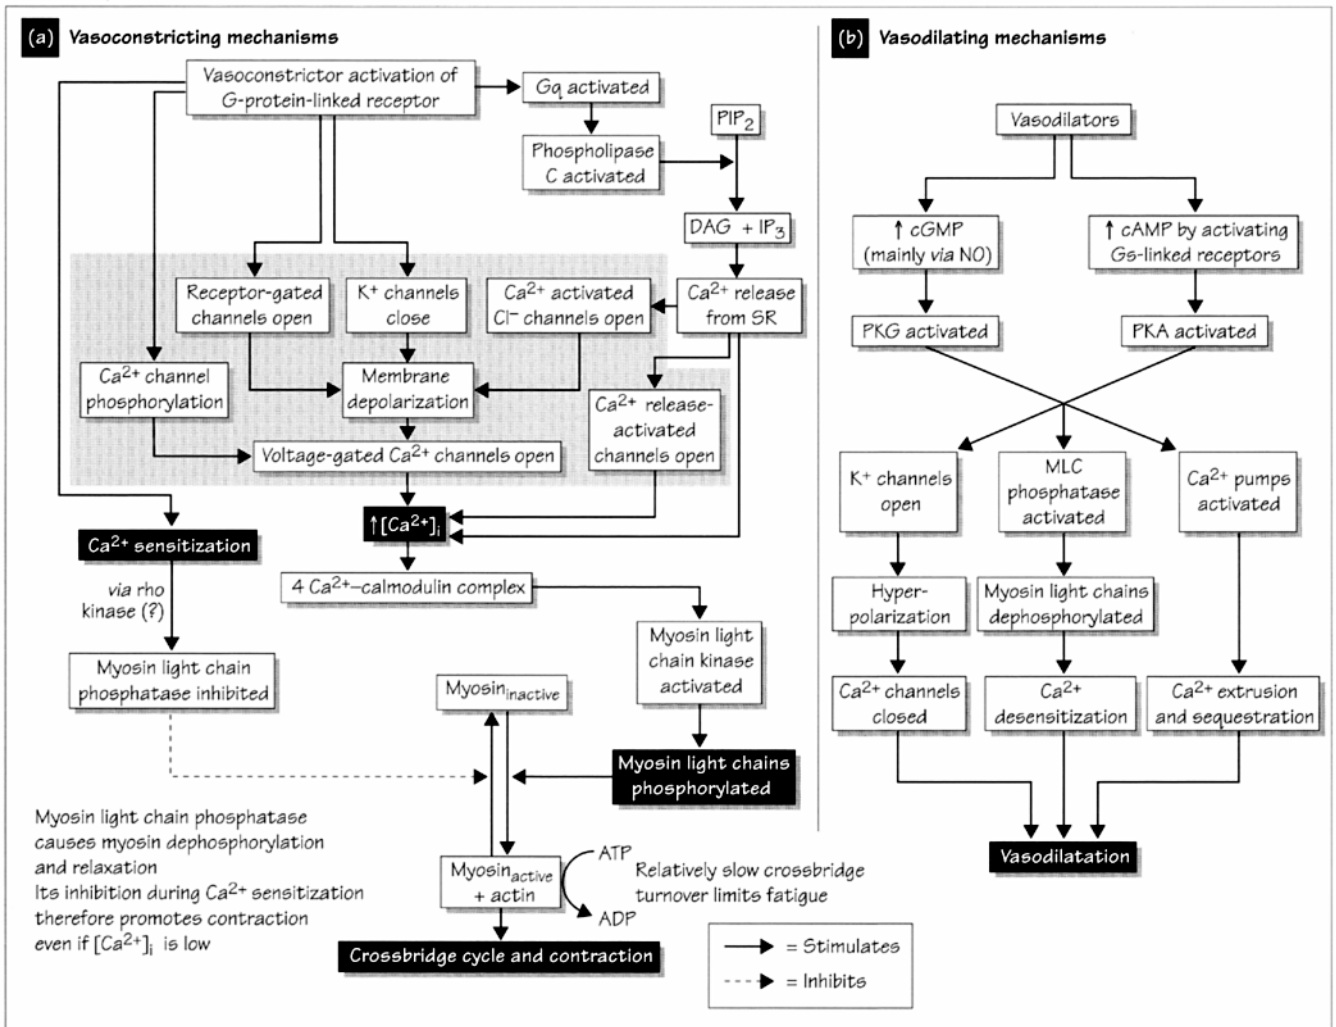 (a) Vasoconstricting mechanisms
Vasoconstrictor activation of
G-protein-linked receptor
Gq activated
Phospholipase
C activated
PIP₂
DAG + IP₃
Receptor-gated
channels open
K⁺ channels
close
Ca²⁺ activated
Cl⁻ channels open
Ca²⁺ release
from SR
Ca²⁺ channel
phosphorylation
Membrane
depolarization
Ca²⁺ release-
activated
channels open
Voltage-gated Ca²⁺ channels open
↑[Ca²⁺]ᵢ
Ca²⁺ sensitization
4 Ca²⁺–calmodulin complex
via rho
kinase (?)
Myosin light
chain kinase
activated
Myosin light chain
phosphatase inhibited
Myosin inactive
Myosin light chains
phosphorylated
Myosin light chain phosphatase
causes myosin dephosphorylation
and relaxation
Its inhibition during Ca²⁺ sensitization
therefore promotes contraction
even if [Ca²⁺]ᵢ is low
Myosin active
+ actin
ATP
ADP
Relatively slow crossbridge
turnover limits fatigue
Crossbridge cycle and contraction
= Stimulates
= Inhibits
(b) Vasodilating mechanisms
Vasodilators
↑ cGMP
(mainly via NO)
↑ cAMP by activating
Gs-linked receptors
PKG activated
PKA activated
K⁺ channels
open
MLC
phosphatase
activated
Ca²⁺ pumps
activated
Hyper-
polarization
Myosin light chains
dephosphorylated
Ca²⁺ channels
closed
Ca²⁺
desensitization
Ca²⁺ extrusion
and sequestration
Vasodilatation